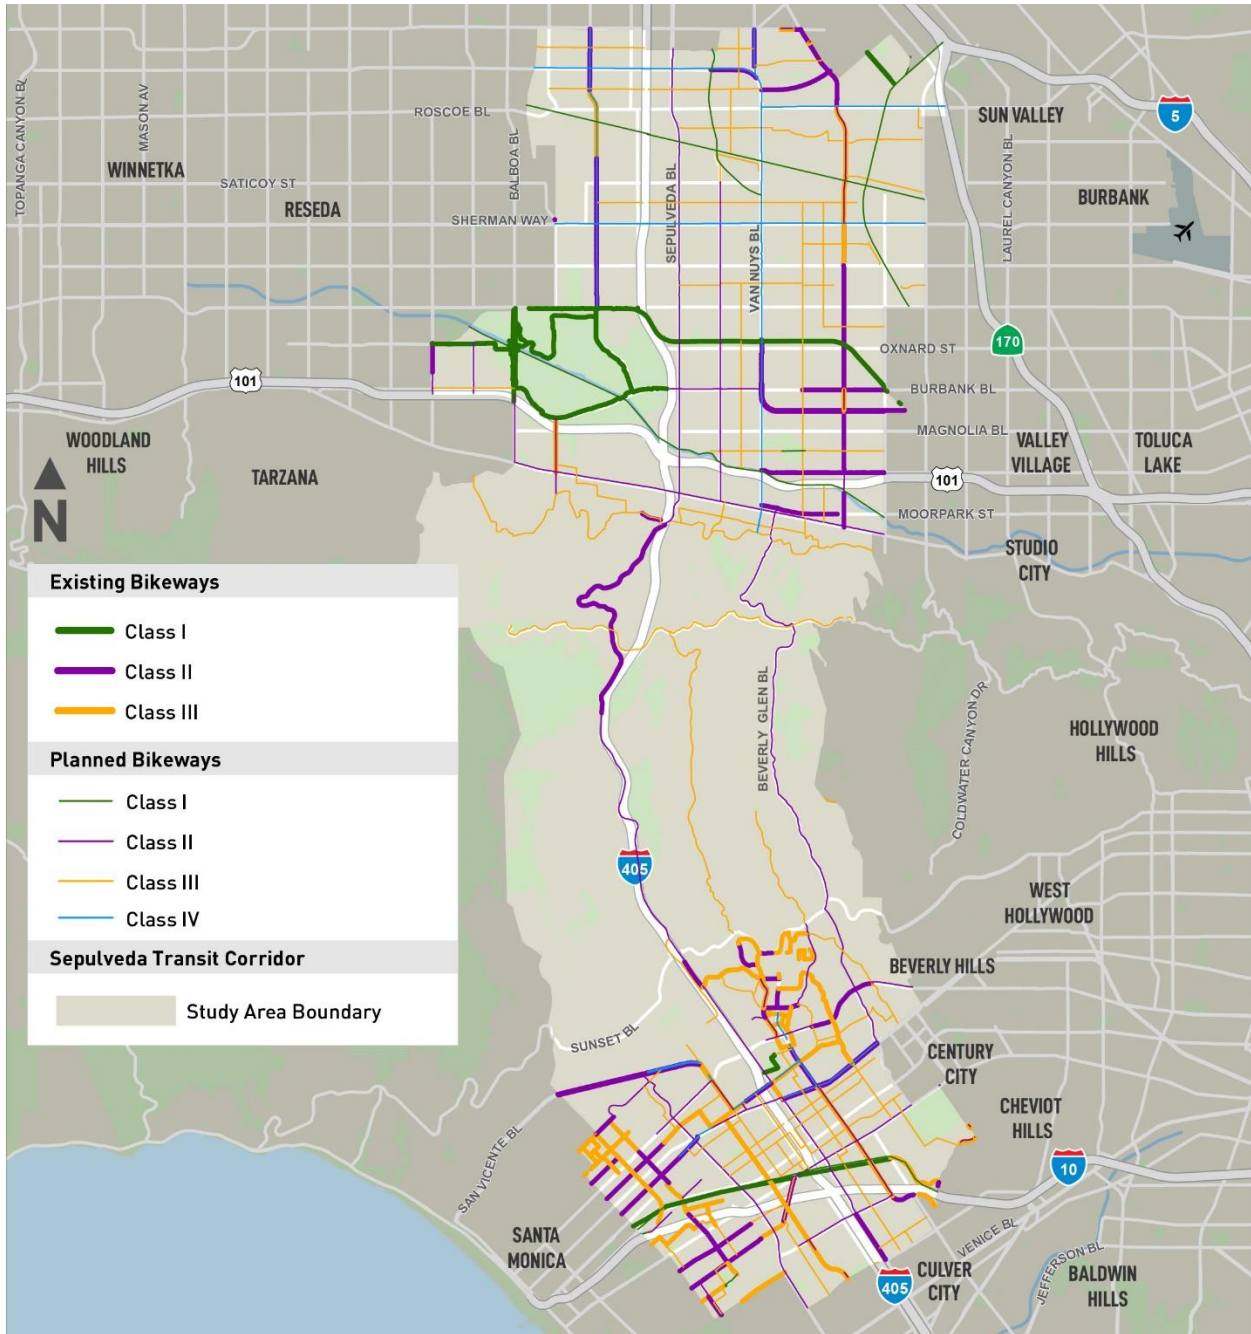 TOPANGA CANYON BL
MASON AV
ROSCOE BL
BALBOA BL
WINNETKA
SATICOY ST
RESEDA
SHERMAN WAY
SEPULVEDA BL
VAN NUYS BL
SUN VALLEY
5
LAUREL CANYON BL
BURBANK
170
OXNARD ST
BURBANK BL
MAGNOLIA BL
101
WOODLAND
HILLS
TARZANA
VALLEY
VILLAGE
TOLUCA
LAKE
101
MOORPARK ST
STUDIO
CITY
N
Existing Bikeways
Class I
Class II
Class III
Planned Bikeways
Class I
Class II
Class III
Class IV
Sepulveda Transit Corridor
Study Area Boundary
BEVERLY GLEN BL
COLDWATER CANYON DR
HOLLYWOOD
HILLS
405
WEST
HOLLYWOOD
BEVERLY HILLS
SUNSET BL
CENTURY
CITY
CHEVIOT
HILLS
10
SAN VICENTE BL
SANTA
MONICA
VENICE BL
JEFFERSON BL
CULVER
CITY
405
BALDWIN
HILLS